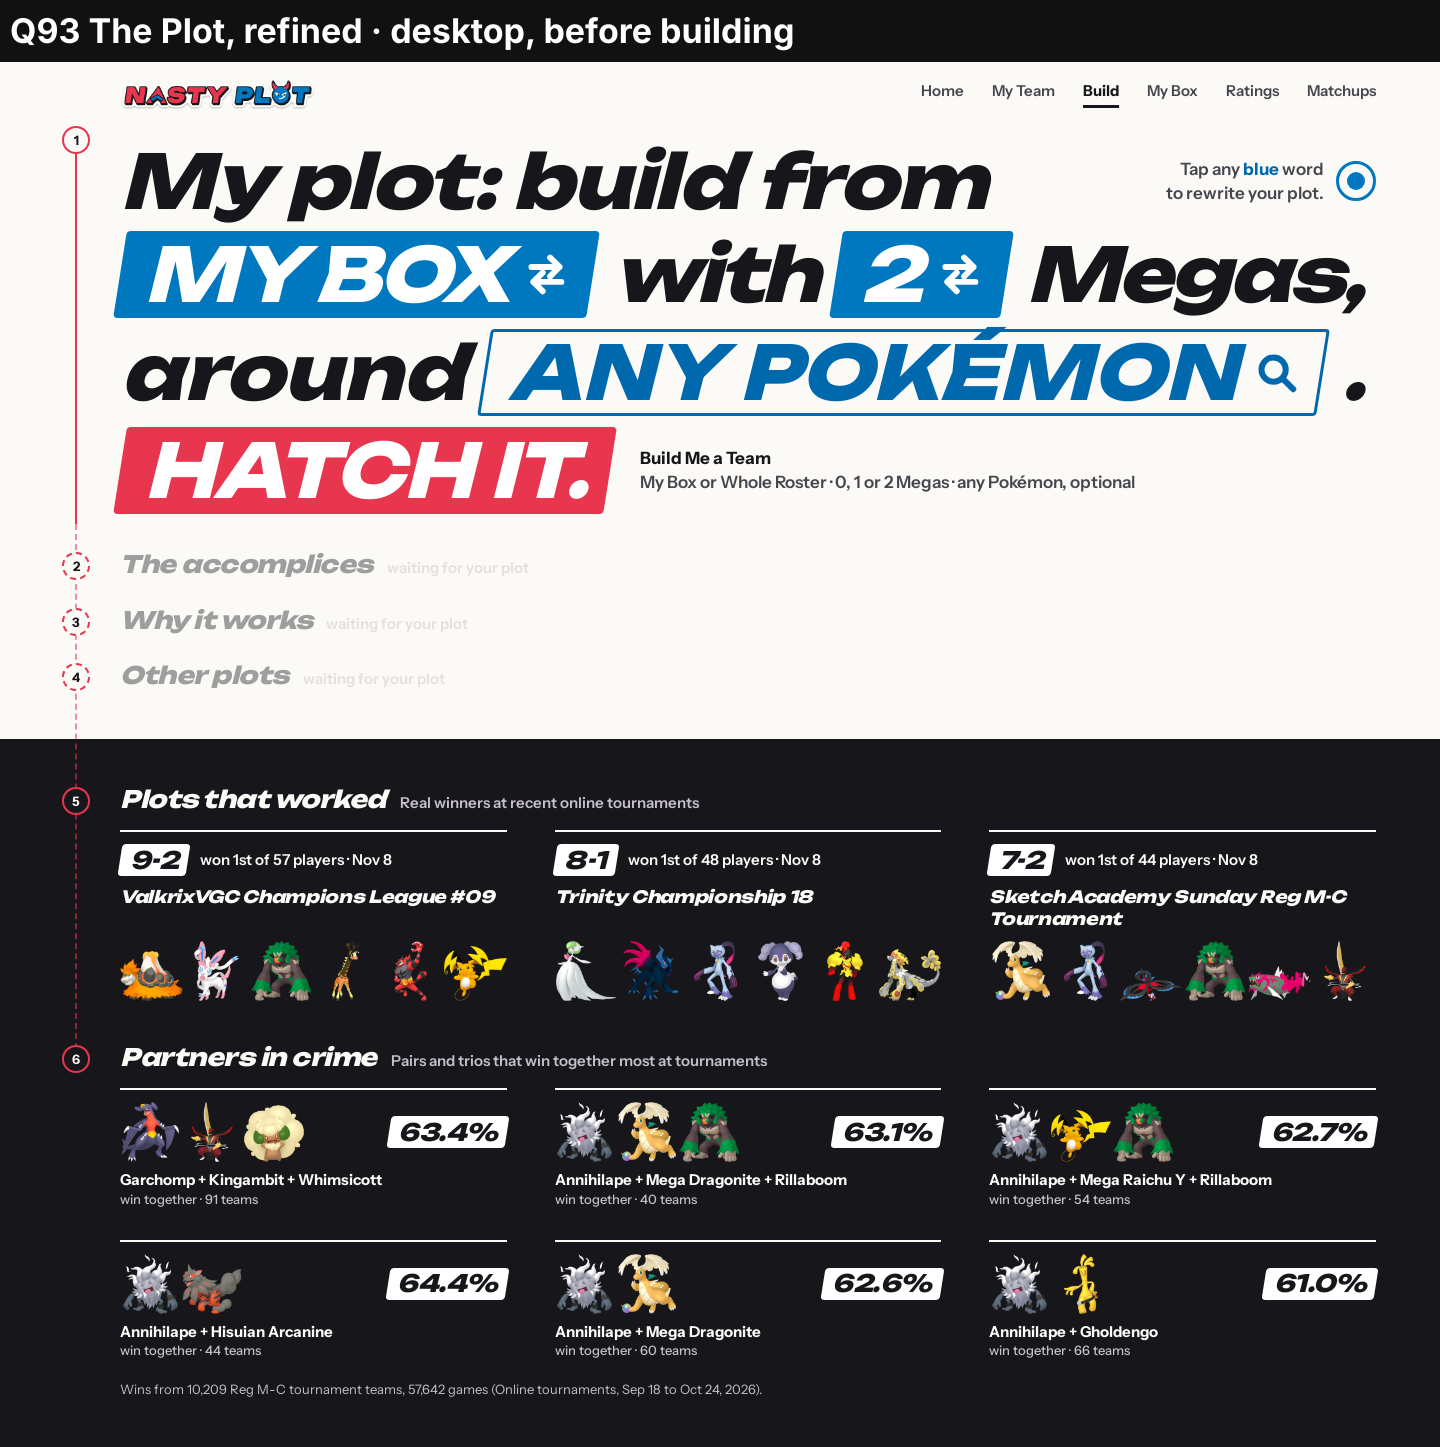 Q93 The Plot, refined · desktop, before building
NASTY PLOT
Home My Team Build My Box Ratings Matchups
1
My plot: build from
Tap any blue word
to rewrite your plot.
MY BOX with 2 Megas,
around ANY POKÉMON .
HATCH IT.
Build Me a Team
My Box or Whole Roster · 0, 1 or 2 Megas · any Pokémon, optional
2 The accomplices waiting for your plot
3 Why it works waiting for your plot
4 Other plots waiting for your plot
5 Plots that worked Real winners at recent online tournaments
9-2 won 1st of 57 players · Nov 8
ValkrixVGC Champions League #09
8-1 won 1st of 48 players · Nov 8
Trinity Championship 18
7-2 won 1st of 44 players · Nov 8
Sketch Academy Sunday Reg M-C
Tournament
6 Partners in crime Pairs and trios that win together most at tournaments
63.4%
Garchomp + Kingambit + Whimsicott
win together · 91 teams
63.1%
Annihilape + Mega Dragonite + Rillaboom
win together · 40 teams
62.7%
Annihilape + Mega Raichu Y + Rillaboom
win together · 54 teams
64.4%
Annihilape + Hisuian Arcanine
win together · 44 teams
62.6%
Annihilape + Mega Dragonite
win together · 60 teams
61.0%
Annihilape + Gholdengo
win together · 66 teams
Wins from 10,209 Reg M-C tournament teams, 57,642 games (Online tournaments, Sep 18 to Oct 24, 2026).